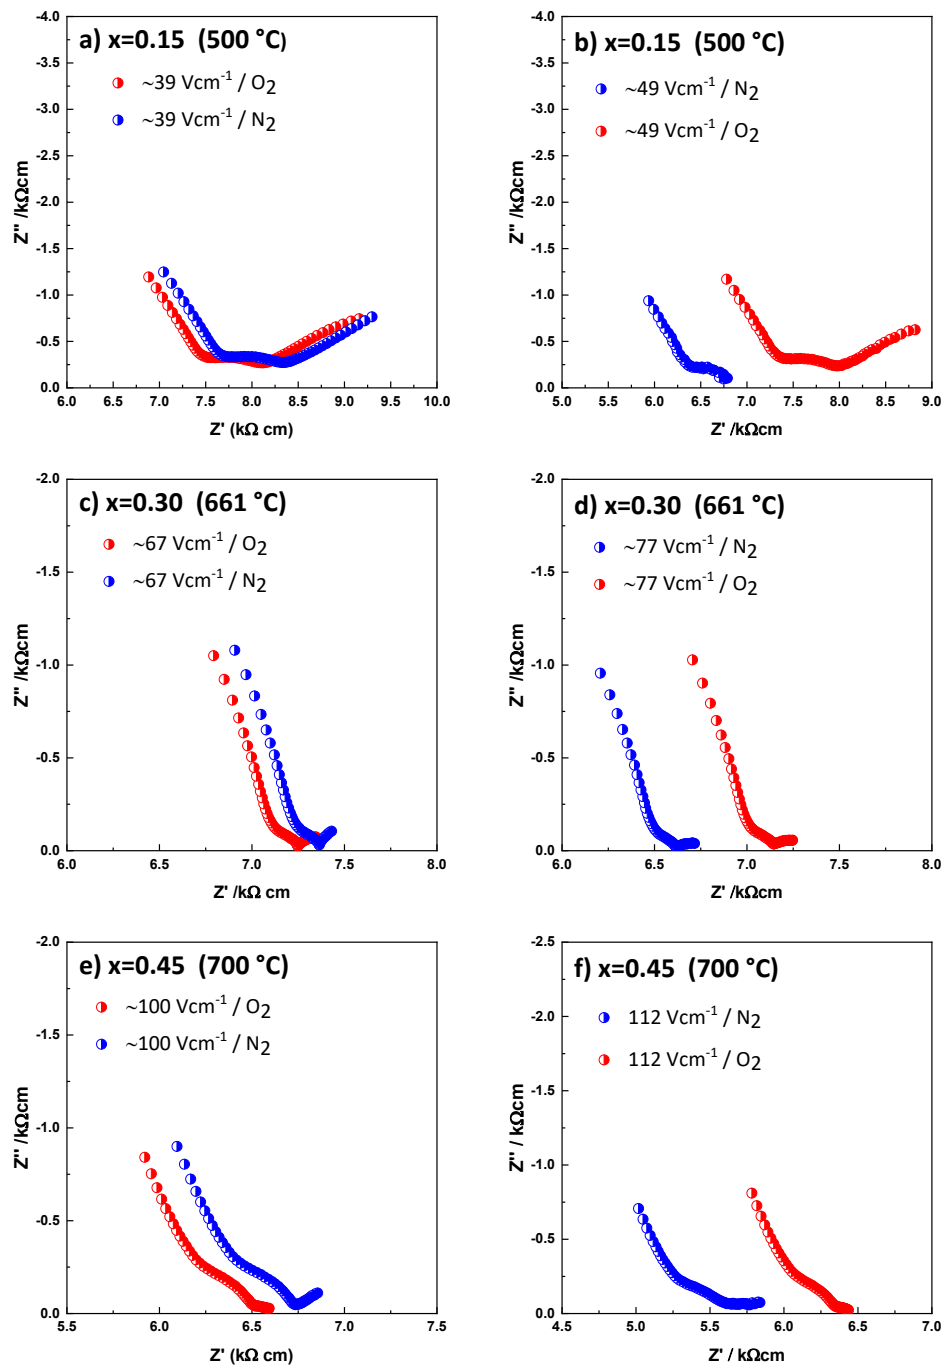 a) x=0.15 (500 °C)
~39 Vcm⁻¹ / O₂
~39 Vcm⁻¹ / N₂
Z'' /kΩcm
-4.0
-3.5
-3.0
-2.5
-2.0
-1.5
-1.0
-0.5
0.0
6.0 6.5 7.0 7.5 8.0 8.5 9.0 9.5 10.0
Z' (kΩ cm)
b) x=0.15 (500 °C)
~49 Vcm⁻¹ / N₂
~49 Vcm⁻¹ / O₂
Z'' /kΩcm
-4.0
-3.5
-3.0
-2.5
-2.0
-1.5
-1.0
-0.5
0.0
5.0 5.5 6.0 6.5 7.0 7.5 8.0 8.5 9.0
Z' /kΩcm
c) x=0.30 (661 °C)
~67 Vcm⁻¹ / O₂
~67 Vcm⁻¹ / N₂
Z'' /kΩcm
-2.0
-1.5
-1.0
-0.5
0.0
6.0 6.5 7.0 7.5 8.0
Z' /kΩ cm
d) x=0.30 (661 °C)
~77 Vcm⁻¹ / N₂
~77 Vcm⁻¹ / O₂
Z'' /kΩcm
-2.0
-1.5
-1.0
-0.5
0.0
6.0 6.5 7.0 7.5 8.0
Z' /kΩcm
e) x=0.45 (700 °C)
~100 Vcm⁻¹ / O₂
~100 Vcm⁻¹ / N₂
Z'' /kΩcm
-2.0
-1.5
-1.0
-0.5
0.0
5.5 6.0 6.5 7.0 7.5
Z' (kΩ cm)
f) x=0.45 (700 °C)
112 Vcm⁻¹ / N₂
112 Vcm⁻¹ / O₂
Z'' / kΩcm
-2.5
-2.0
-1.5
-1.0
-0.5
0.0
4.5 5.0 5.5 6.0 6.5 7.0
Z' /kΩcm